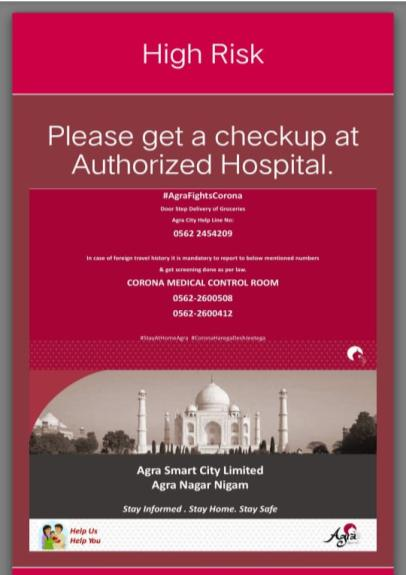 High Risk
Please get a checkup at
Authorized Hospital.
#AgraFightsCorona
Door Step Delivery of Groceries
Agra City Help Line No:
0562 2454209
In case of foreign travel history it is mandatory to report to below mentioned numbers
& get screening done as per law.
CORONA MEDICAL CONTROL ROOM
0562-2600508
0562-2600412
#StayAtHomeAgra #CoronaHaregaDeshJeetega
Agra Smart City Limited
Agra Nagar Nigam
Stay Informed . Stay Home. Stay Safe
Help Us
Help You
Agra